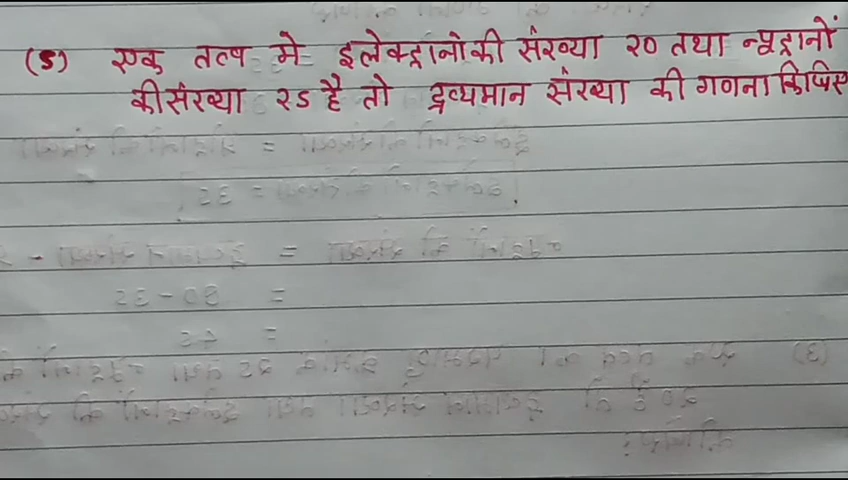 (5) एक तत्व मे इलेक्ट्रानो की संख्या २० तथा न्यूट्रानों
की संख्या २5 है तो द्रव्यमान संख्या की गणना किजिए